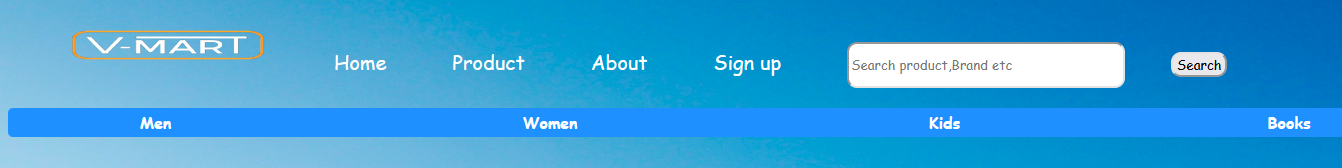 V-MART
Home Product About Sign up Search product,Brand etc Search
Men Women Kids Books